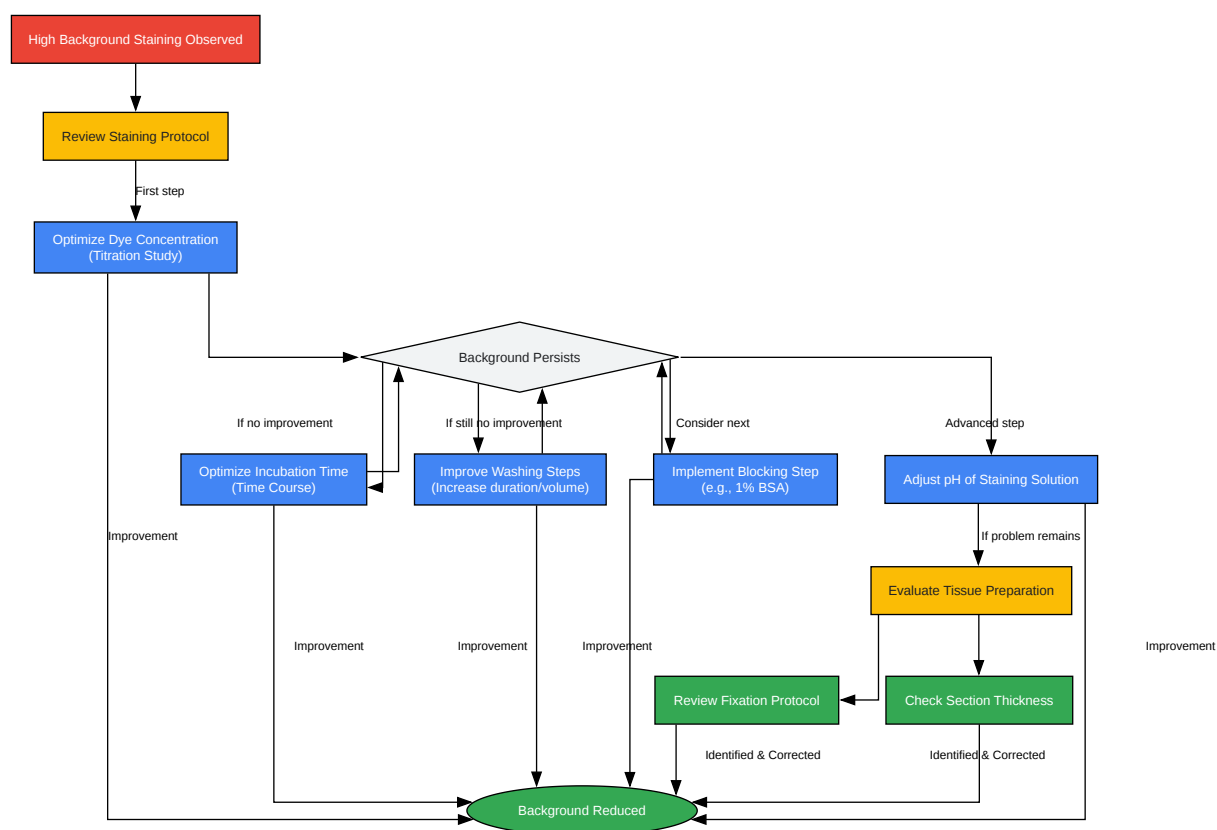 High Background Staining Observed
Review Staining Protocol
First step
Optimize Dye Concentration
(Titration Study)
Background Persists
If no improvement
If still no improvement
Consider next
Advanced step
Optimize Incubation Time
(Time Course)
Improve Washing Steps
(Increase duration/volume)
Implement Blocking Step
(e.g., 1% BSA)
Adjust pH of Staining Solution
Improvement
If problem remains
Evaluate Tissue Preparation
Improvement
Improvement
Improvement
Improvement
Review Fixation Protocol
Check Section Thickness
Identified & Corrected
Identified & Corrected
Background Reduced